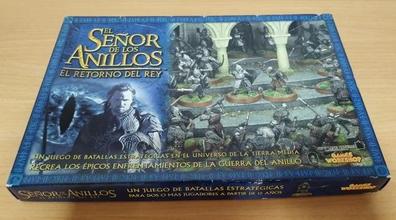 EL
SEÑOR
DE LOS
ANILLOS
EL RETORNO DEL REY
UN JUEGO DE BATALLAS ESTRATÉGICAS EN EL UNIVERSO DE LA TIERRA MEDIA
RECREA LOS ÉPICOS ENFRENTAMIENTOS DE LA GUERRA DEL ANILLO
GAMES
WORKSHOP
EL SEÑOR DE LOS ANILLOS
UN JUEGO DE BATALLAS ESTRATÉGICAS
PARA DOS O MÁS JUGADORES A PARTIR DE 12 AÑOS
GAMES
WORKSHOP